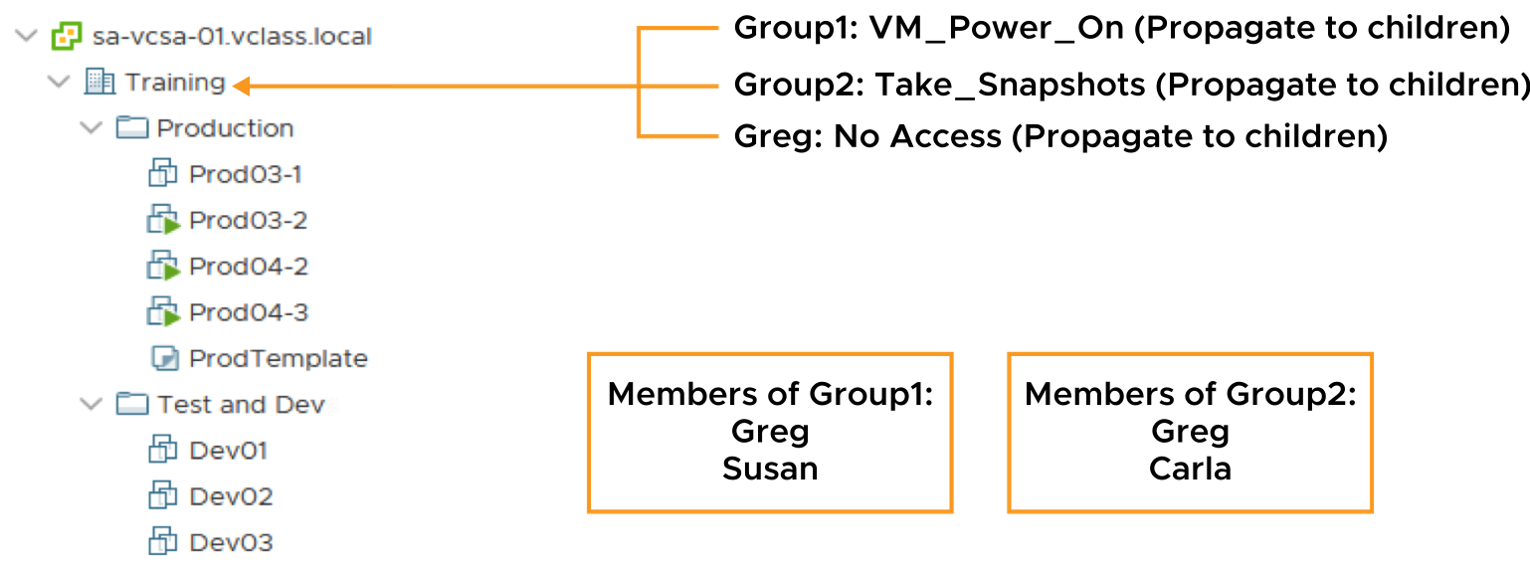 sa-vcsa-01.vclass.local
Training
Production
Prod03-1
Prod03-2
Prod04-2
Prod04-3
ProdTemplate
Test and Dev
Dev01
Dev02
Dev03
Group1: VM_Power_On (Propagate to children)
Group2: Take_Snapshots (Propagate to children)
Greg: No Access (Propagate to children)
Members of Group1:
Greg
Susan
Members of Group2:
Greg
Carla